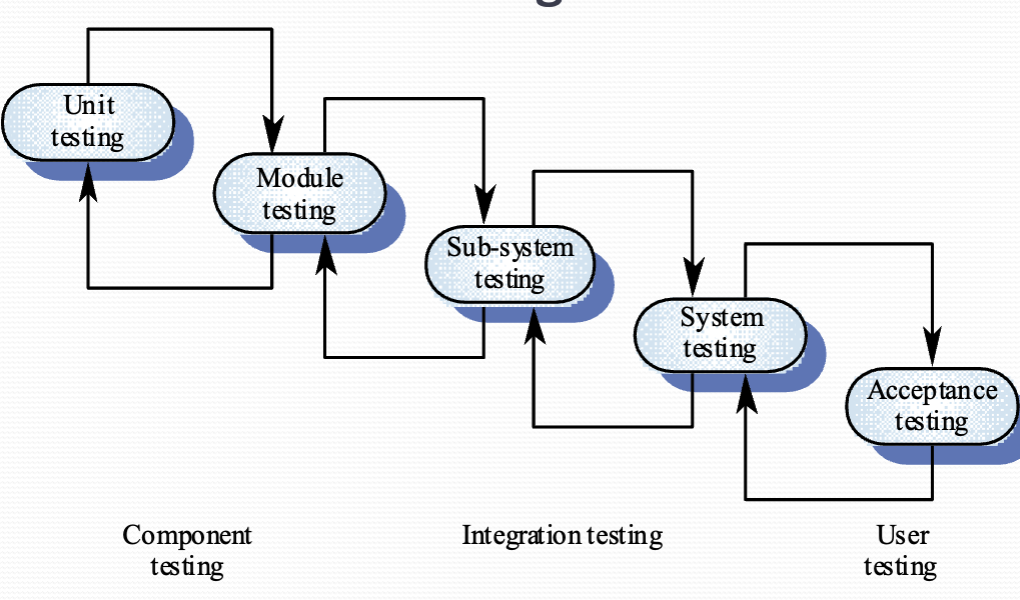 Unit
testing
Module
testing
Sub-system
testing
System
testing
Acceptance
testing
Component
testing
Integration testing
User
testing